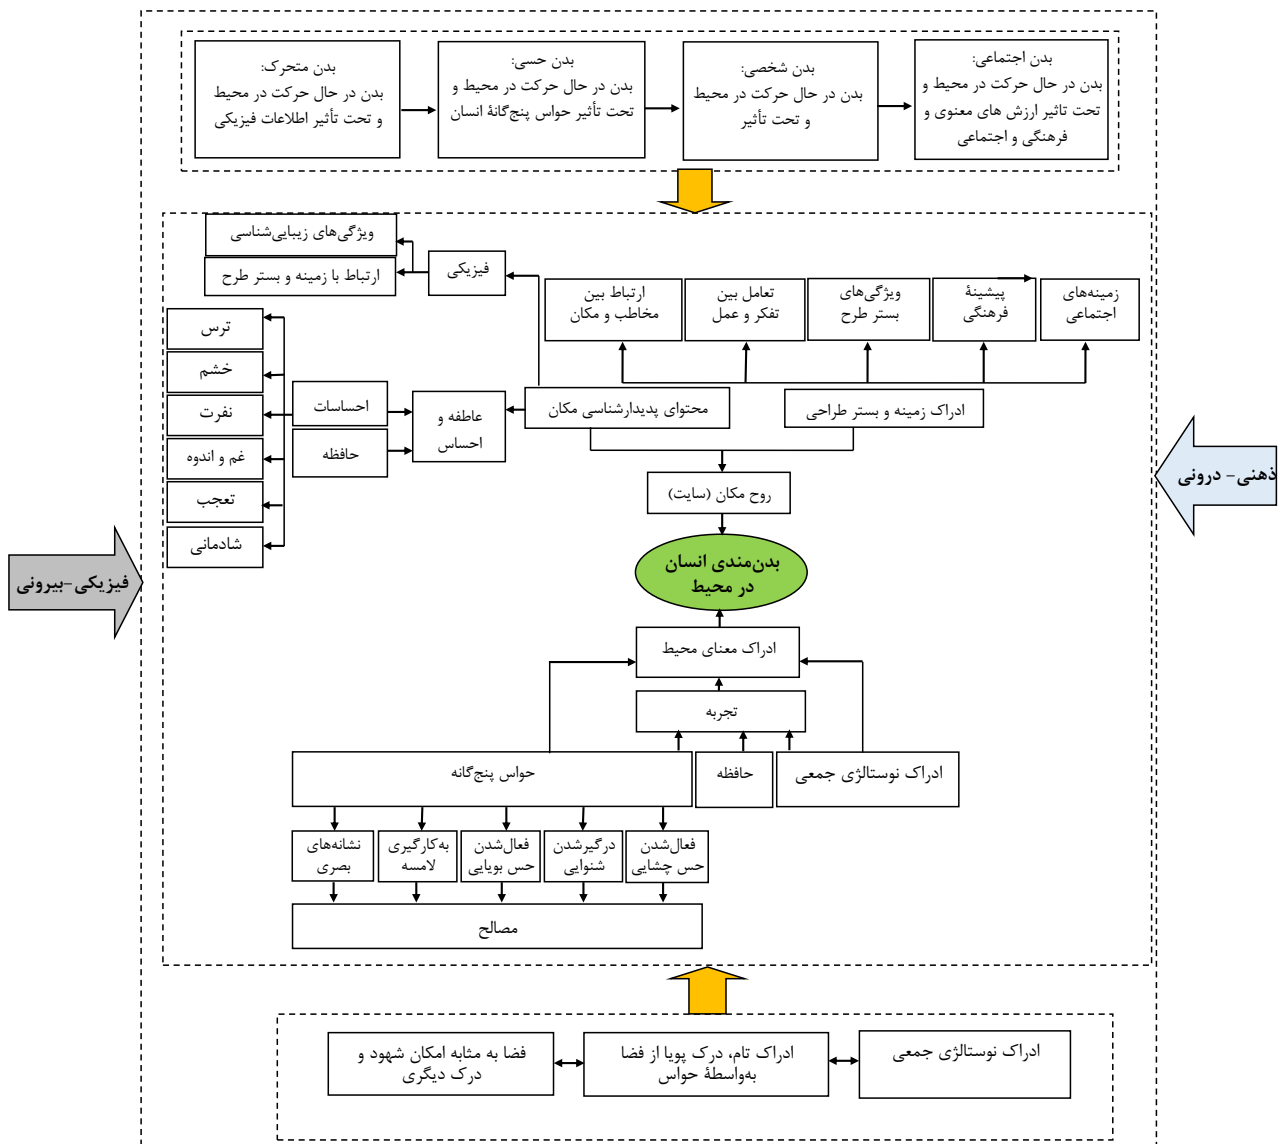 بدن اجتماعی:
بدن در حال حرکت در محیط و
تحت تاثیر ارزش های معنوی و
فرهنگی و اجتماعی
بدن شخصی:
بدن در حال حرکت در محیط
و تحت تأثیر
بدن حسی:
بدن در حال حرکت در محیط و
تحت تأثیر حواس پنج‌گانۀ انسان
بدن متحرک:
بدن در حال حرکت در محیط
و تحت تأثیر اطلاعات فیزیکی
ویژگی‌های زیبایی‌شناسی
ارتباط با زمینه و بستر طرح
فیزیکی
زمینه‌های
اجتماعی
پیشینۀ
فرهنگی
ویژگی‌های
بستر طرح
تعامل بین
تفکر و عمل
ارتباط بین
مخاطب و مکان
ادراک زمینه و بستر طراحی
محتوای پدیدارشناسی مکان
عاطفه و
احساس
احساسات
حافظه
ترس
خشم
نفرت
غم و اندوه
تعجب
شادمانی
روح مکان (سایت)
ذهنی- درونی
فیزیکی-بیرونی
بدن‌مندی انسان
در محیط
ادراک معنای محیط
تجربه
ادراک نوستالژی جمعی
حافظه
حواس پنج‌گانه
فعال‌شدن
حس چشایی
درگیرشدن
شنوایی
فعال‌شدن
حس بویایی
به‌کارگیری
لامسه
نشانه‌های
بصری
مصالح
ادراک نوستالژی جمعی
ادراک تام، درک پویا از فضا
به‌واسطۀ حواس
فضا به مثابه امکان شهود و
درک دیگری